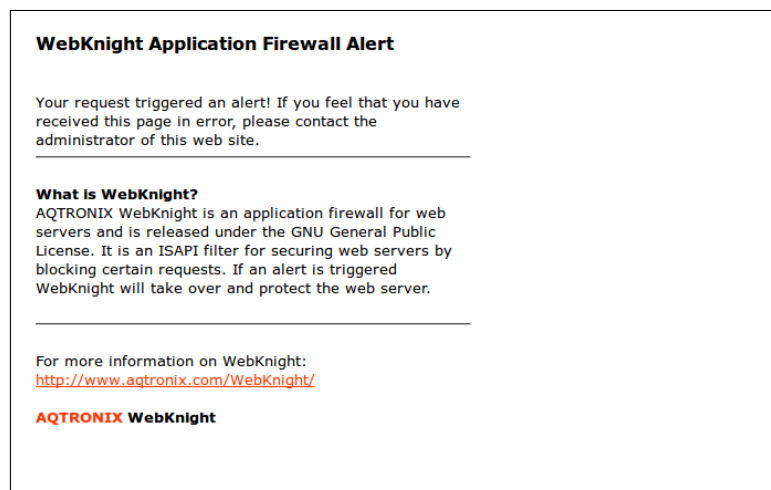 WebKnight Application Firewall Alert
Your request triggered an alert! If you feel that you have
received this page in error, please contact the
administrator of this web site.
What is WebKnight?
AQTRONIX WebKnight is an application firewall for web
servers and is released under the GNU General Public
License. It is an ISAPI filter for securing web servers by
blocking certain requests. If an alert is triggered
WebKnight will take over and protect the web server.
For more information on WebKnight:
http://www.aqtronix.com/WebKnight/
AQTRONIX WebKnight